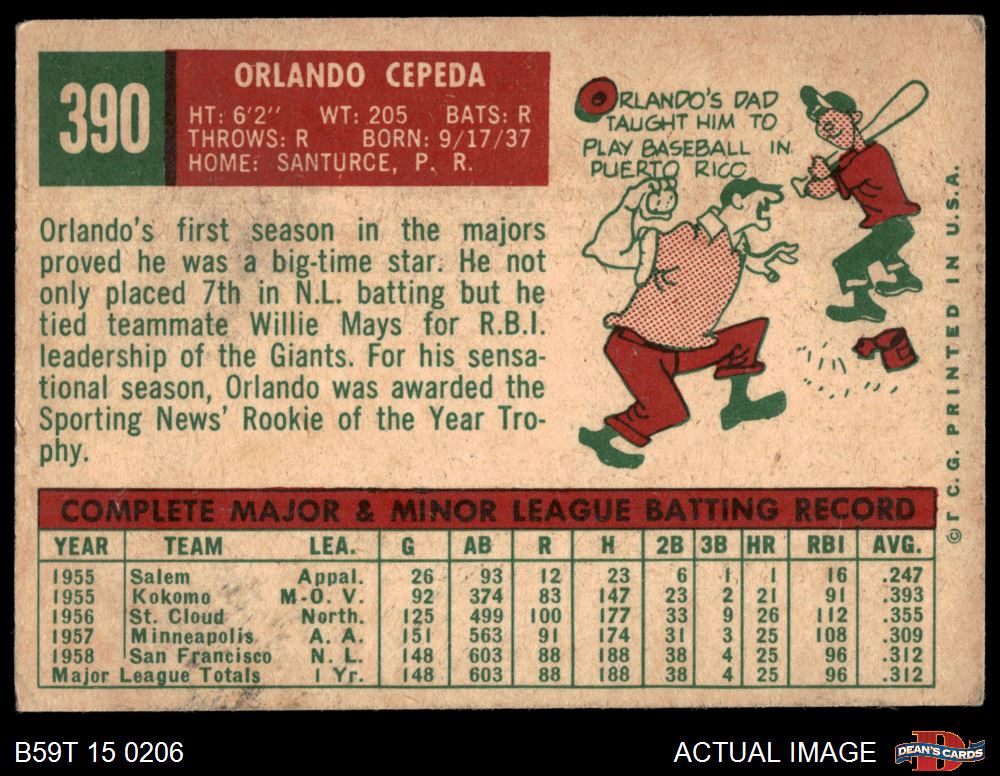 390
ORLANDO CEPEDA
HT: 6'2'' WT: 205 BATS: R
THROWS: R BORN: 9/17/37
HOME: SANTURCE, P. R.
ORLANDO'S DAD
TAUGHT HIM TO
PLAY BASEBALL IN
PUERTO RICO
Orlando's first season in the majors
proved he was a big-time star. He not
only placed 7th in N.L. batting but he
tied teammate Willie Mays for R.B.I.
leadership of the Giants. For his sensa-
tional season, Orlando was awarded the
Sporting News' Rookie of the Year Tro-
phy.
COMPLETE MAJOR & MINOR LEAGUE BATTING RECORD
YEAR TEAM LEA. G AB R H 2B 3B HR RBI AVG.
1955 Salem Appal. 26 93 12 23 6 1 1 16 .247
1955 Kokomo M-O. V. 92 374 83 147 23 2 21 91 .393
1956 St. Cloud North. 125 499 100 177 33 9 26 112 .355
1957 Minneapolis A. A. 151 563 91 174 31 3 25 108 .309
1958 San Francisco N. L. 148 603 88 188 38 4 25 96 .312
Major League Totals 1 Yr. 148 603 88 188 38 4 25 96 .312
© T. C. G. PRINTED IN U.S.A.
B59T 15 0206
ACTUAL IMAGE
D
DEAN'S CARDS